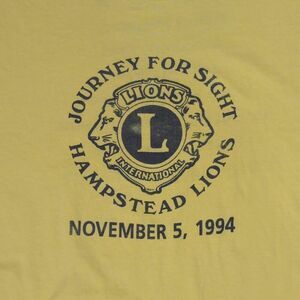 JOURNEY FOR SIGHT
LIONS
L
INTERNATIONAL
HAMPSTEAD LIONS
NOVEMBER 5, 1994